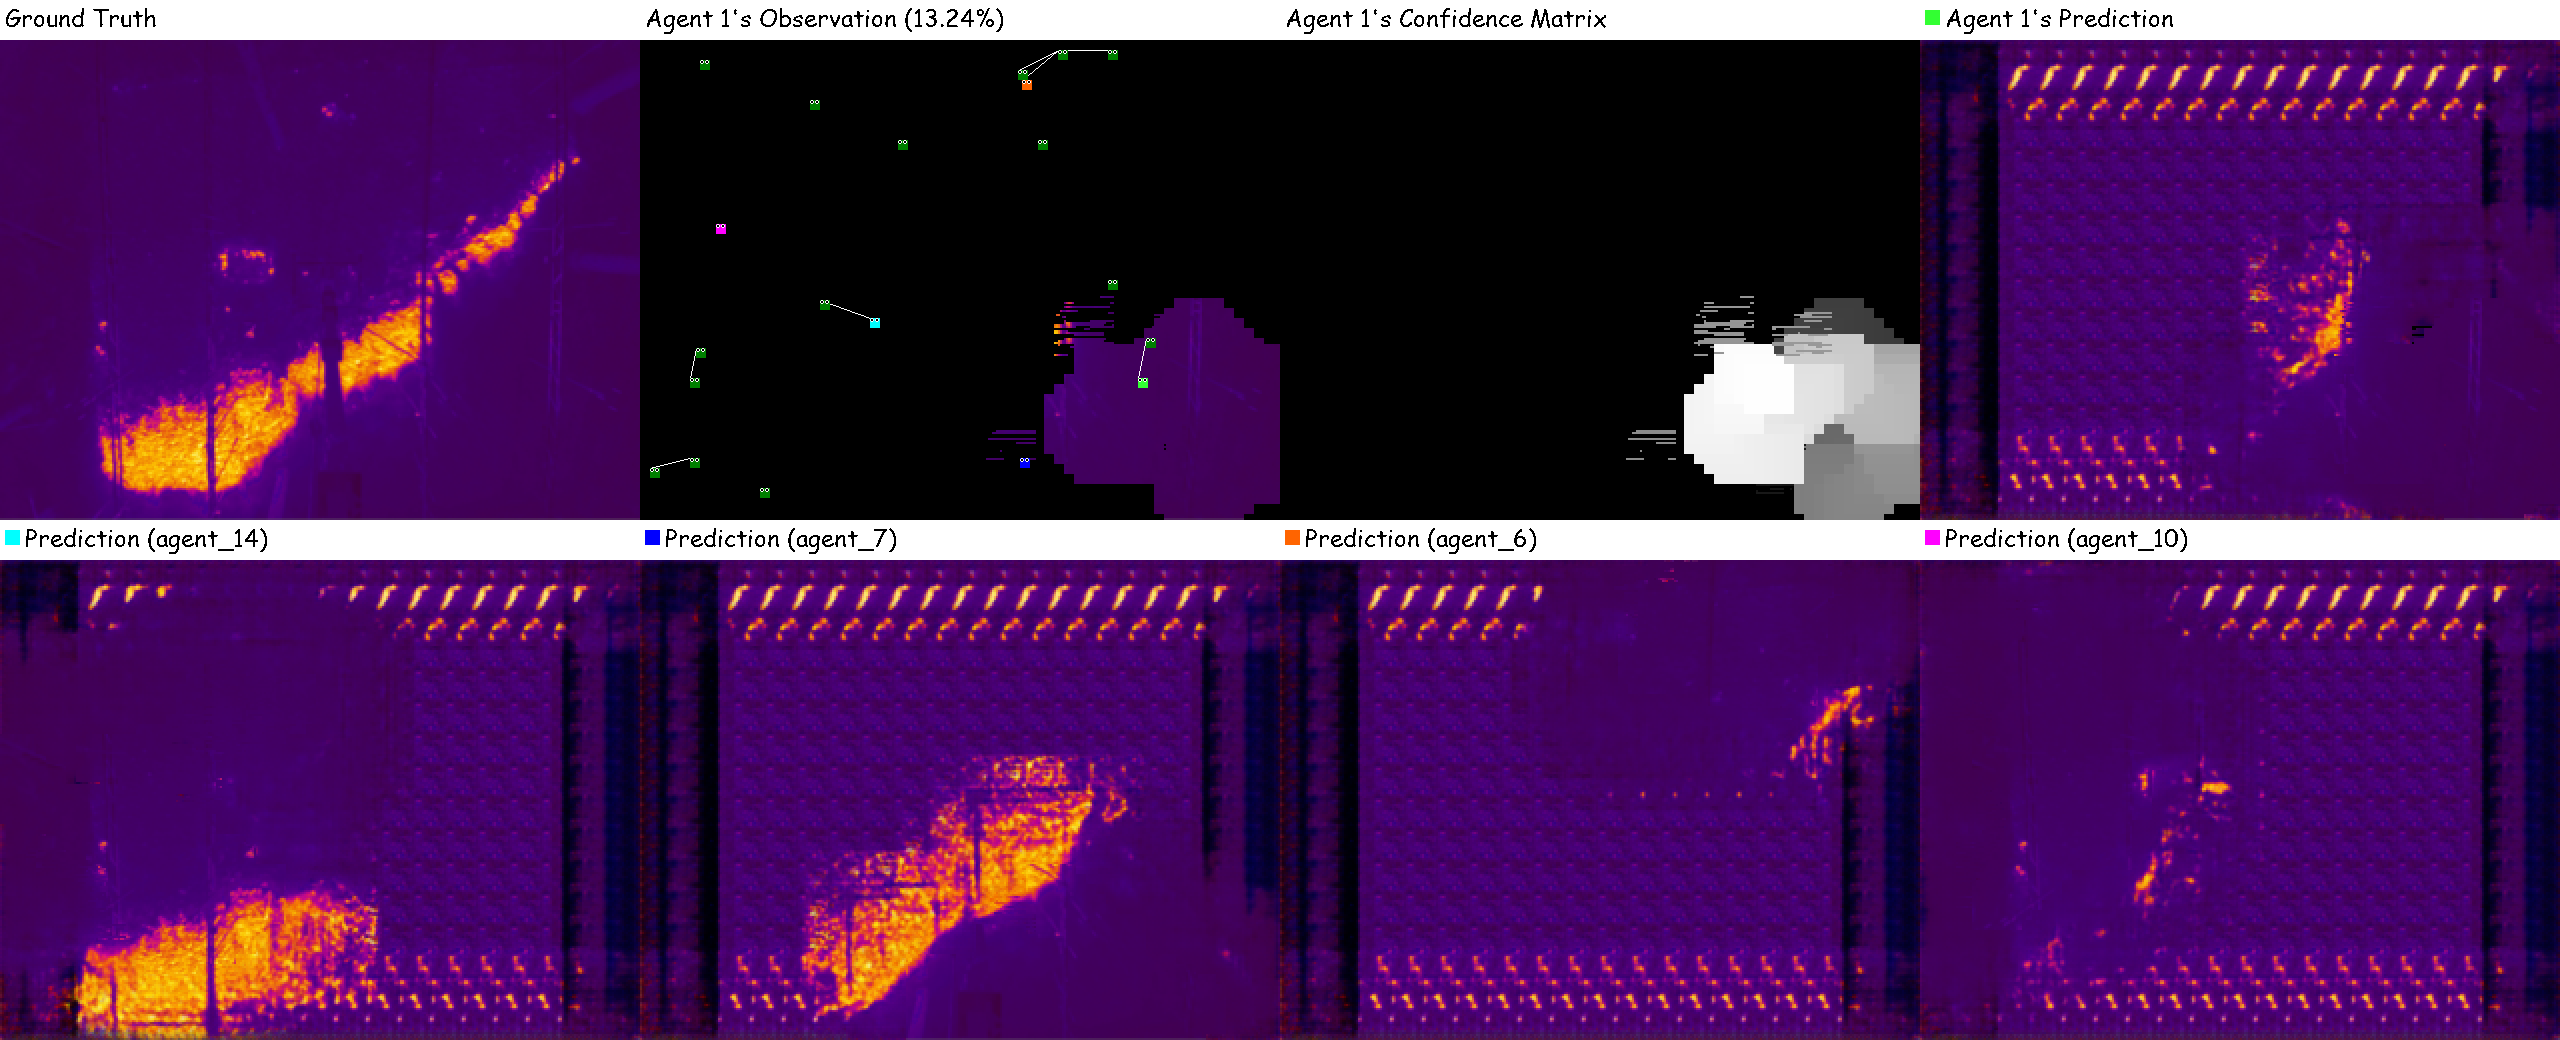 Ground Truth
Agent 1's Observation (13.24%)
Agent 1's Confidence Matrix
Agent 1's Prediction
Prediction (agent_14)
Prediction (agent_7)
Prediction (agent_6)
Prediction (agent_10)